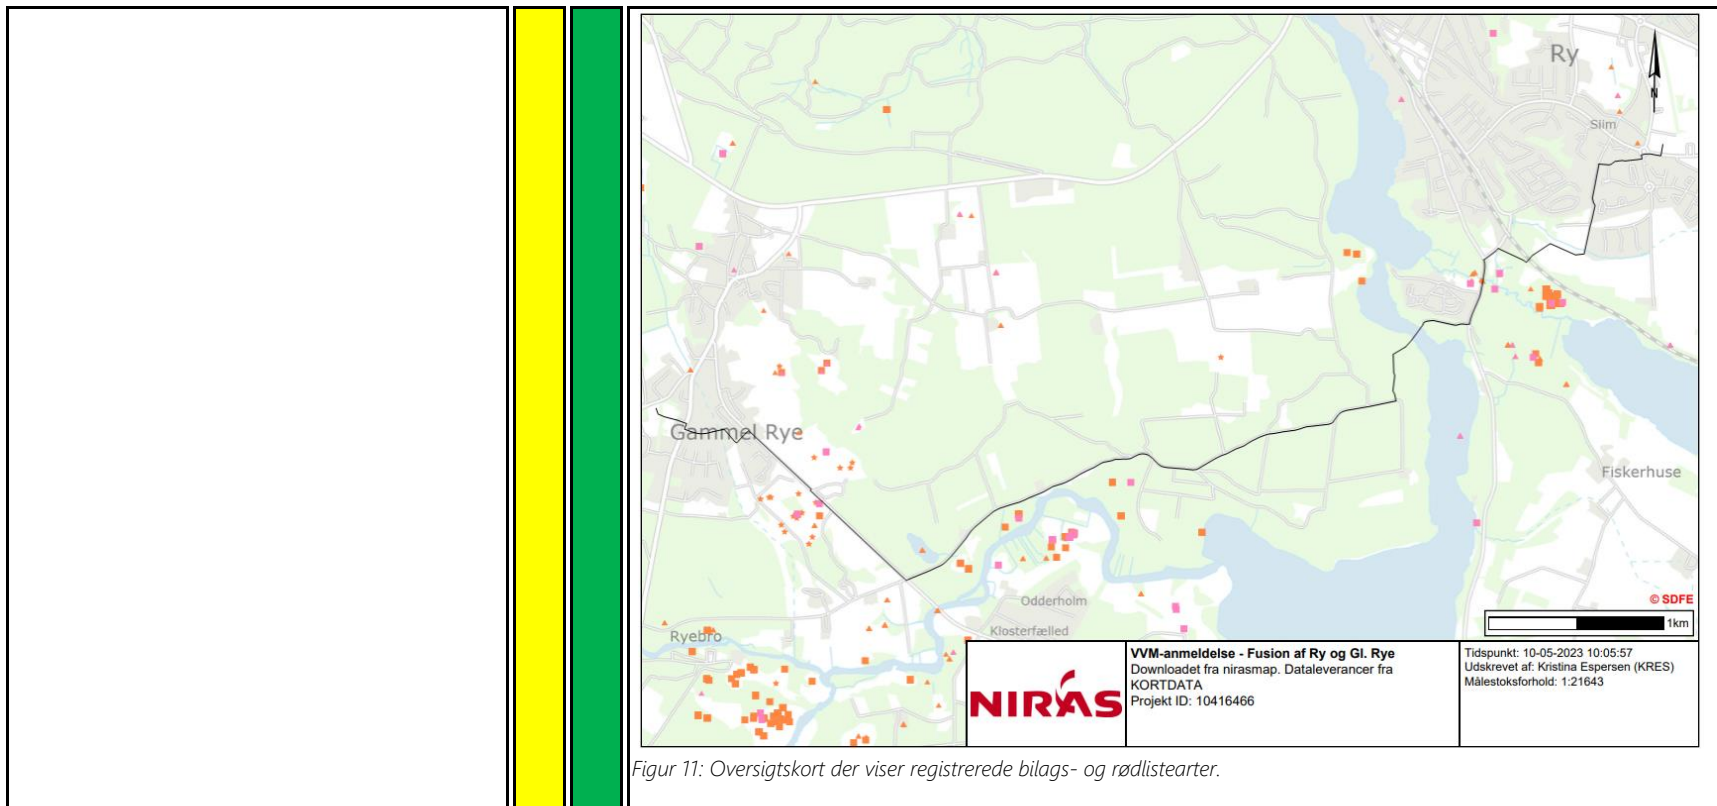 Ry
N
Slim
Gammel Rye
Fiskerhuse
© SDFE
Odderholm
1km
Klosterfælled
Ryebro
NIRÁS
VVM-anmeldelse - Fusion af Ry og Gl. Rye
Downloadet fra nirasmap. Dataleverancer fra
KORTDATA
Projekt ID: 10416466
Tidspunkt: 10-05-2023 10:05:57
Udskrevet af: Kristina Espersen (KRES)
Målestoksforhold: 1:21643
Figur 11: Oversigtskort der viser registrerede bilags- og rødlistearter.